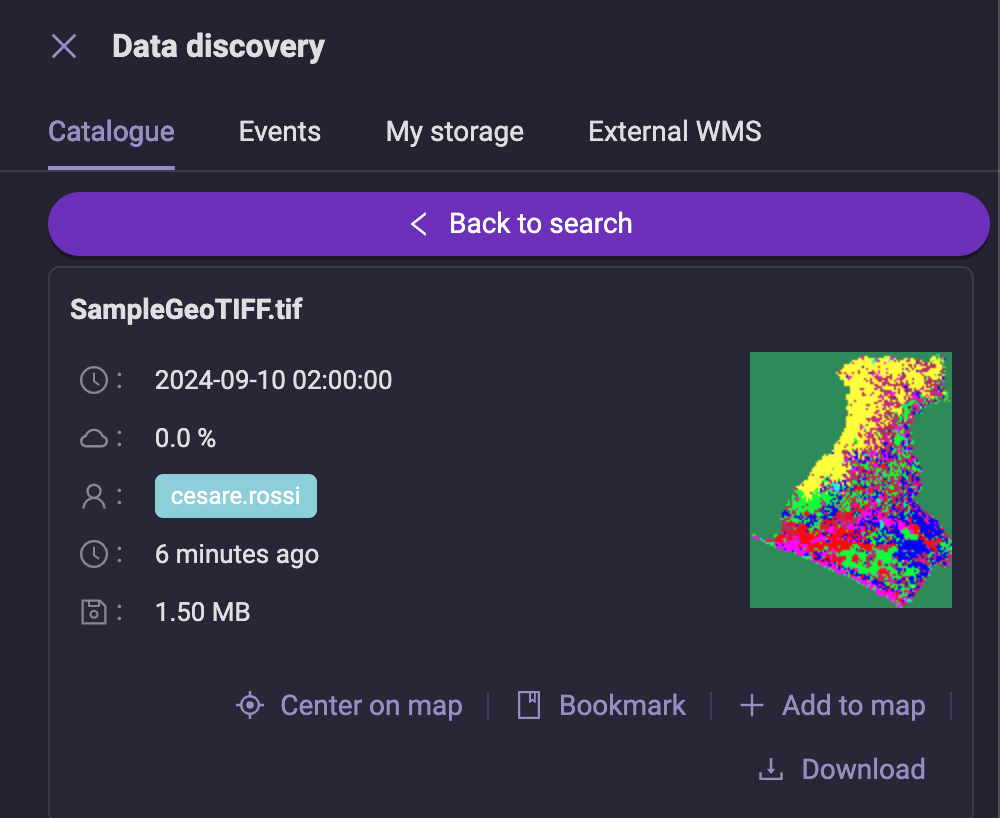 Data discovery
Catalogue Events My storage External WMS
Back to search
SampleGeoTIFF.tif
: 2024-09-10 02:00:00
: 0.0 %
: cesare.rossi
: 6 minutes ago
: 1.50 MB
Center on map Bookmark Add to map
Download